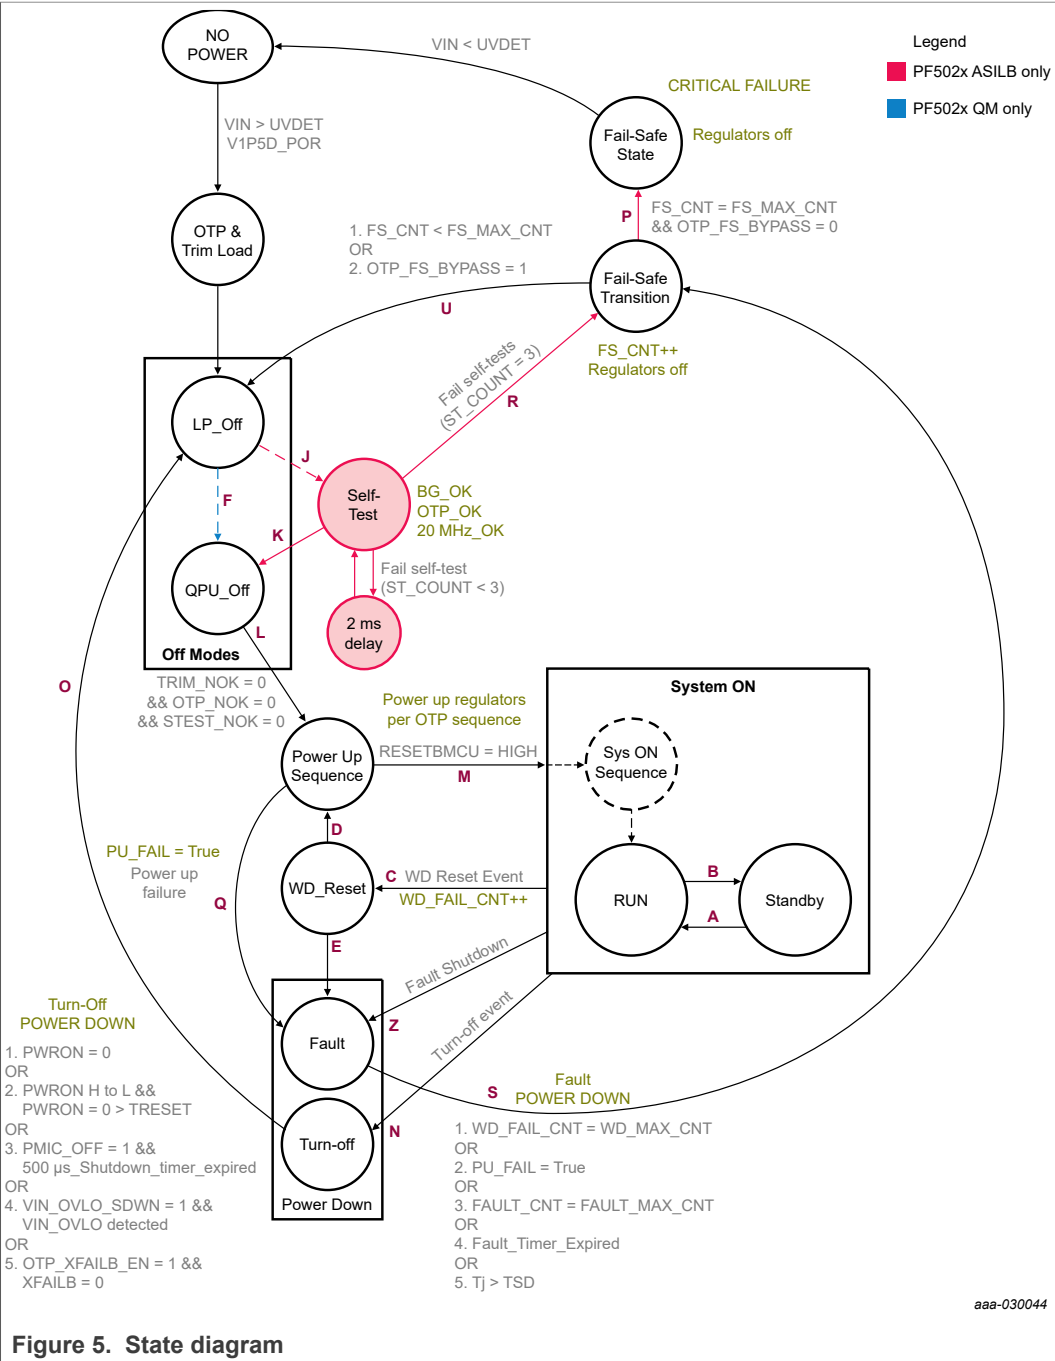 NO
POWER
VIN < UVDET
Legend
PF502x ASILB only
PF502x QM only
CRITICAL FAILURE
Regulators off
Fail-Safe
State
VIN > UVDET
V1P5D_POR
P
FS_CNT = FS_MAX_CNT
&& OTP_FS_BYPASS = 0
OTP &
Trim Load
1. FS_CNT < FS_MAX_CNT
OR
2. OTP_FS_BYPASS = 1
Fail-Safe
Transition
U
FS_CNT++
Regulators off
Fail self-tests
(ST_COUNT = 3)
R
LP_Off
J
F
Self-
Test
BG_OK
OTP_OK
20 MHz_OK
K
Fail self-test
(ST_COUNT < 3)
QPU_Off
2 ms
delay
L
Off Modes
O
TRIM_NOK = 0
&& OTP_NOK = 0
&& STEST_NOK = 0
Power up regulators
per OTP sequence
System ON
Power Up
Sequence
RESETBMCU = HIGH
M
Sys ON
Sequence
D
PU_FAIL = True
Power up
failure
Q
WD_Reset
C WD Reset Event
WD_FAIL_CNT++
RUN
B
A
Standby
E
Fault Shutdown
Z
Turn-off event
Turn-Off
POWER DOWN
1. PWRON = 0
OR
2. PWRON H to L &&
PWRON = 0 > TRESET
OR
3. PMIC_OFF = 1 &&
500 µs_Shutdown_timer_expired
OR
4. VIN_OVLO_SDWN = 1 &&
VIN_OVLO detected
OR
5. OTP_XFAILB_EN = 1 &&
XFAILB = 0
Fault
Turn-off
N
Power Down
S
Fault
POWER DOWN
1. WD_FAIL_CNT = WD_MAX_CNT
OR
2. PU_FAIL = True
OR
3. FAULT_CNT = FAULT_MAX_CNT
OR
4. Fault_Timer_Expired
OR
5. Tj > TSD
aaa-030044
Figure 5. State diagram